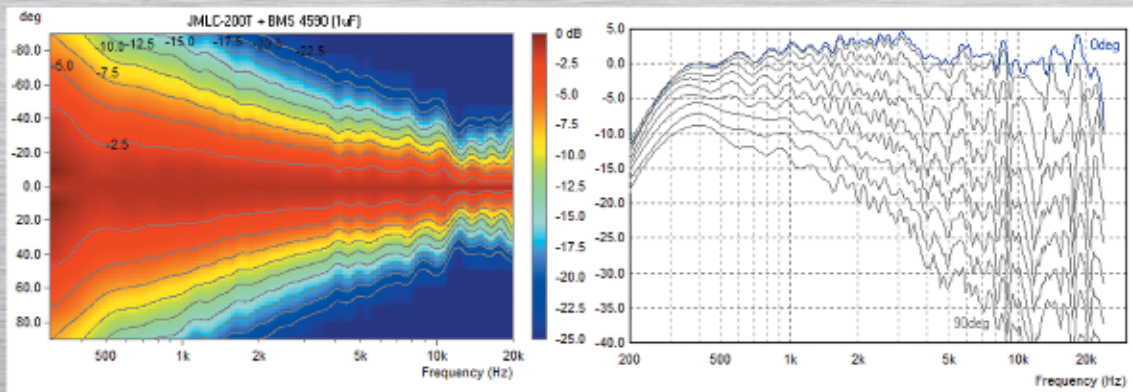 JMLC-200T + BMS 4590 (1uF)
deg
-80.0
-60.0
-40.0
-20.0
0.0
20.0
40.0
60.0
80.0
-5.0
-7.5
-10.0
-12.5
-15.0
-17.5
-20.0
-22.5
-2.5
500
1k
2k
5k
10k
20k
Frequency (Hz)
0 dB
-2.5
-5.0
-7.5
-10.0
-12.5
-15.0
-17.5
-20.0
-22.5
-25.0
5.0
0.0
-5.0
-10.0
-15.0
-20.0
-25.0
-30.0
-35.0
-40.0
0deg
90deg
200
500
1k
2k
5k
10k
20k
Frequency (Hz)